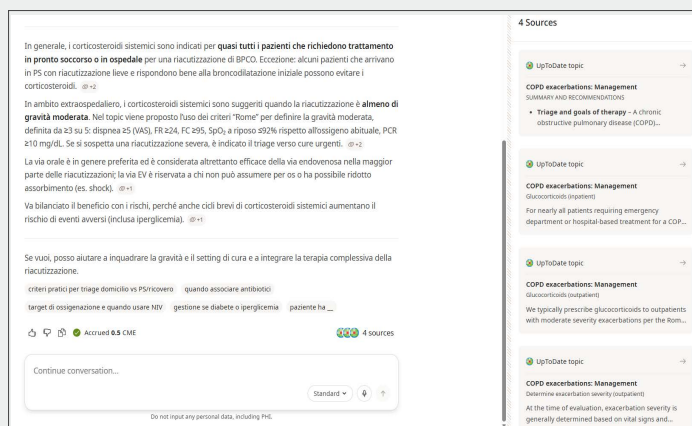 In generale, i corticosteroidi sistemici sono indicati per quasi tutti i pazienti che richiedono trattamento
in pronto soccorso o in ospedale per una riacutizzazione di BPCO. Eccezione: alcuni pazienti che arrivano
in PS con riacutizzazione lieve e rispondono bene alla broncodilatazione iniziale possono evitare i
corticosteroidi. +2
In ambito extraospedaliero, i corticosteroidi sistemici sono suggeriti quando la riacutizzazione è almeno di
gravità moderata. Nel topic viene proposto l'uso dei criteri "Rome" per definire la gravità moderata,
definita da ≥3 su 5: dispnea ≥5 (VAS), FR ≥24, FC ≥95, SpO₂ a riposo ≤92% rispetto all'ossigeno abituale, PCR
≥10 mg/dL. Se si sospetta una riacutizzazione severa, è indicato il triage verso cure urgenti. +2
La via orale è in genere preferita ed è considerata altrettanto efficace della via endovenosa nella maggior
parte delle riacutizzazioni; la via EV è riservata a chi non può assumere per os o ha possibile ridotto
assorbimento (es. shock). +1
Va bilanciato il beneficio con i rischi, perché anche cicli brevi di corticosteroidi sistemici aumentano il
rischio di eventi avversi (inclusa iperglicemia). +1
Se vuoi, posso aiutare a inquadrare la gravità e il setting di cura e a integrare la terapia complessiva della
riacutizzazione.
criteri pratici per triage domicilio vs PS/ricovero quando associare antibiotici
target di ossigenazione e quando usare NIV gestione se diabete o iperglicemia paziente ha __
Accrued 0.5 CME 4 sources
Continue conversation...
Standard
Do not input any personal data, including PHI.
4 Sources
UpToDate topic
COPD exacerbations: Management
SUMMARY AND RECOMMENDATIONS
• Triage and goals of therapy – A chronic
obstructive pulmonary disease (COPD)...
UpToDate topic
COPD exacerbations: Management
Glucocorticoids (inpatient)
For nearly all patients requiring emergency
department or hospital-based treatment for a COP...
UpToDate topic
COPD exacerbations: Management
Glucocorticoids (outpatient)
We typically prescribe glucocorticoids to outpatients
with moderate severity exacerbations per the Rom...
UpToDate topic
COPD exacerbations: Management
Determine exacerbation severity (outpatient)
At the time of evaluation, exacerbation severity is
generally determined based on vital signs and...